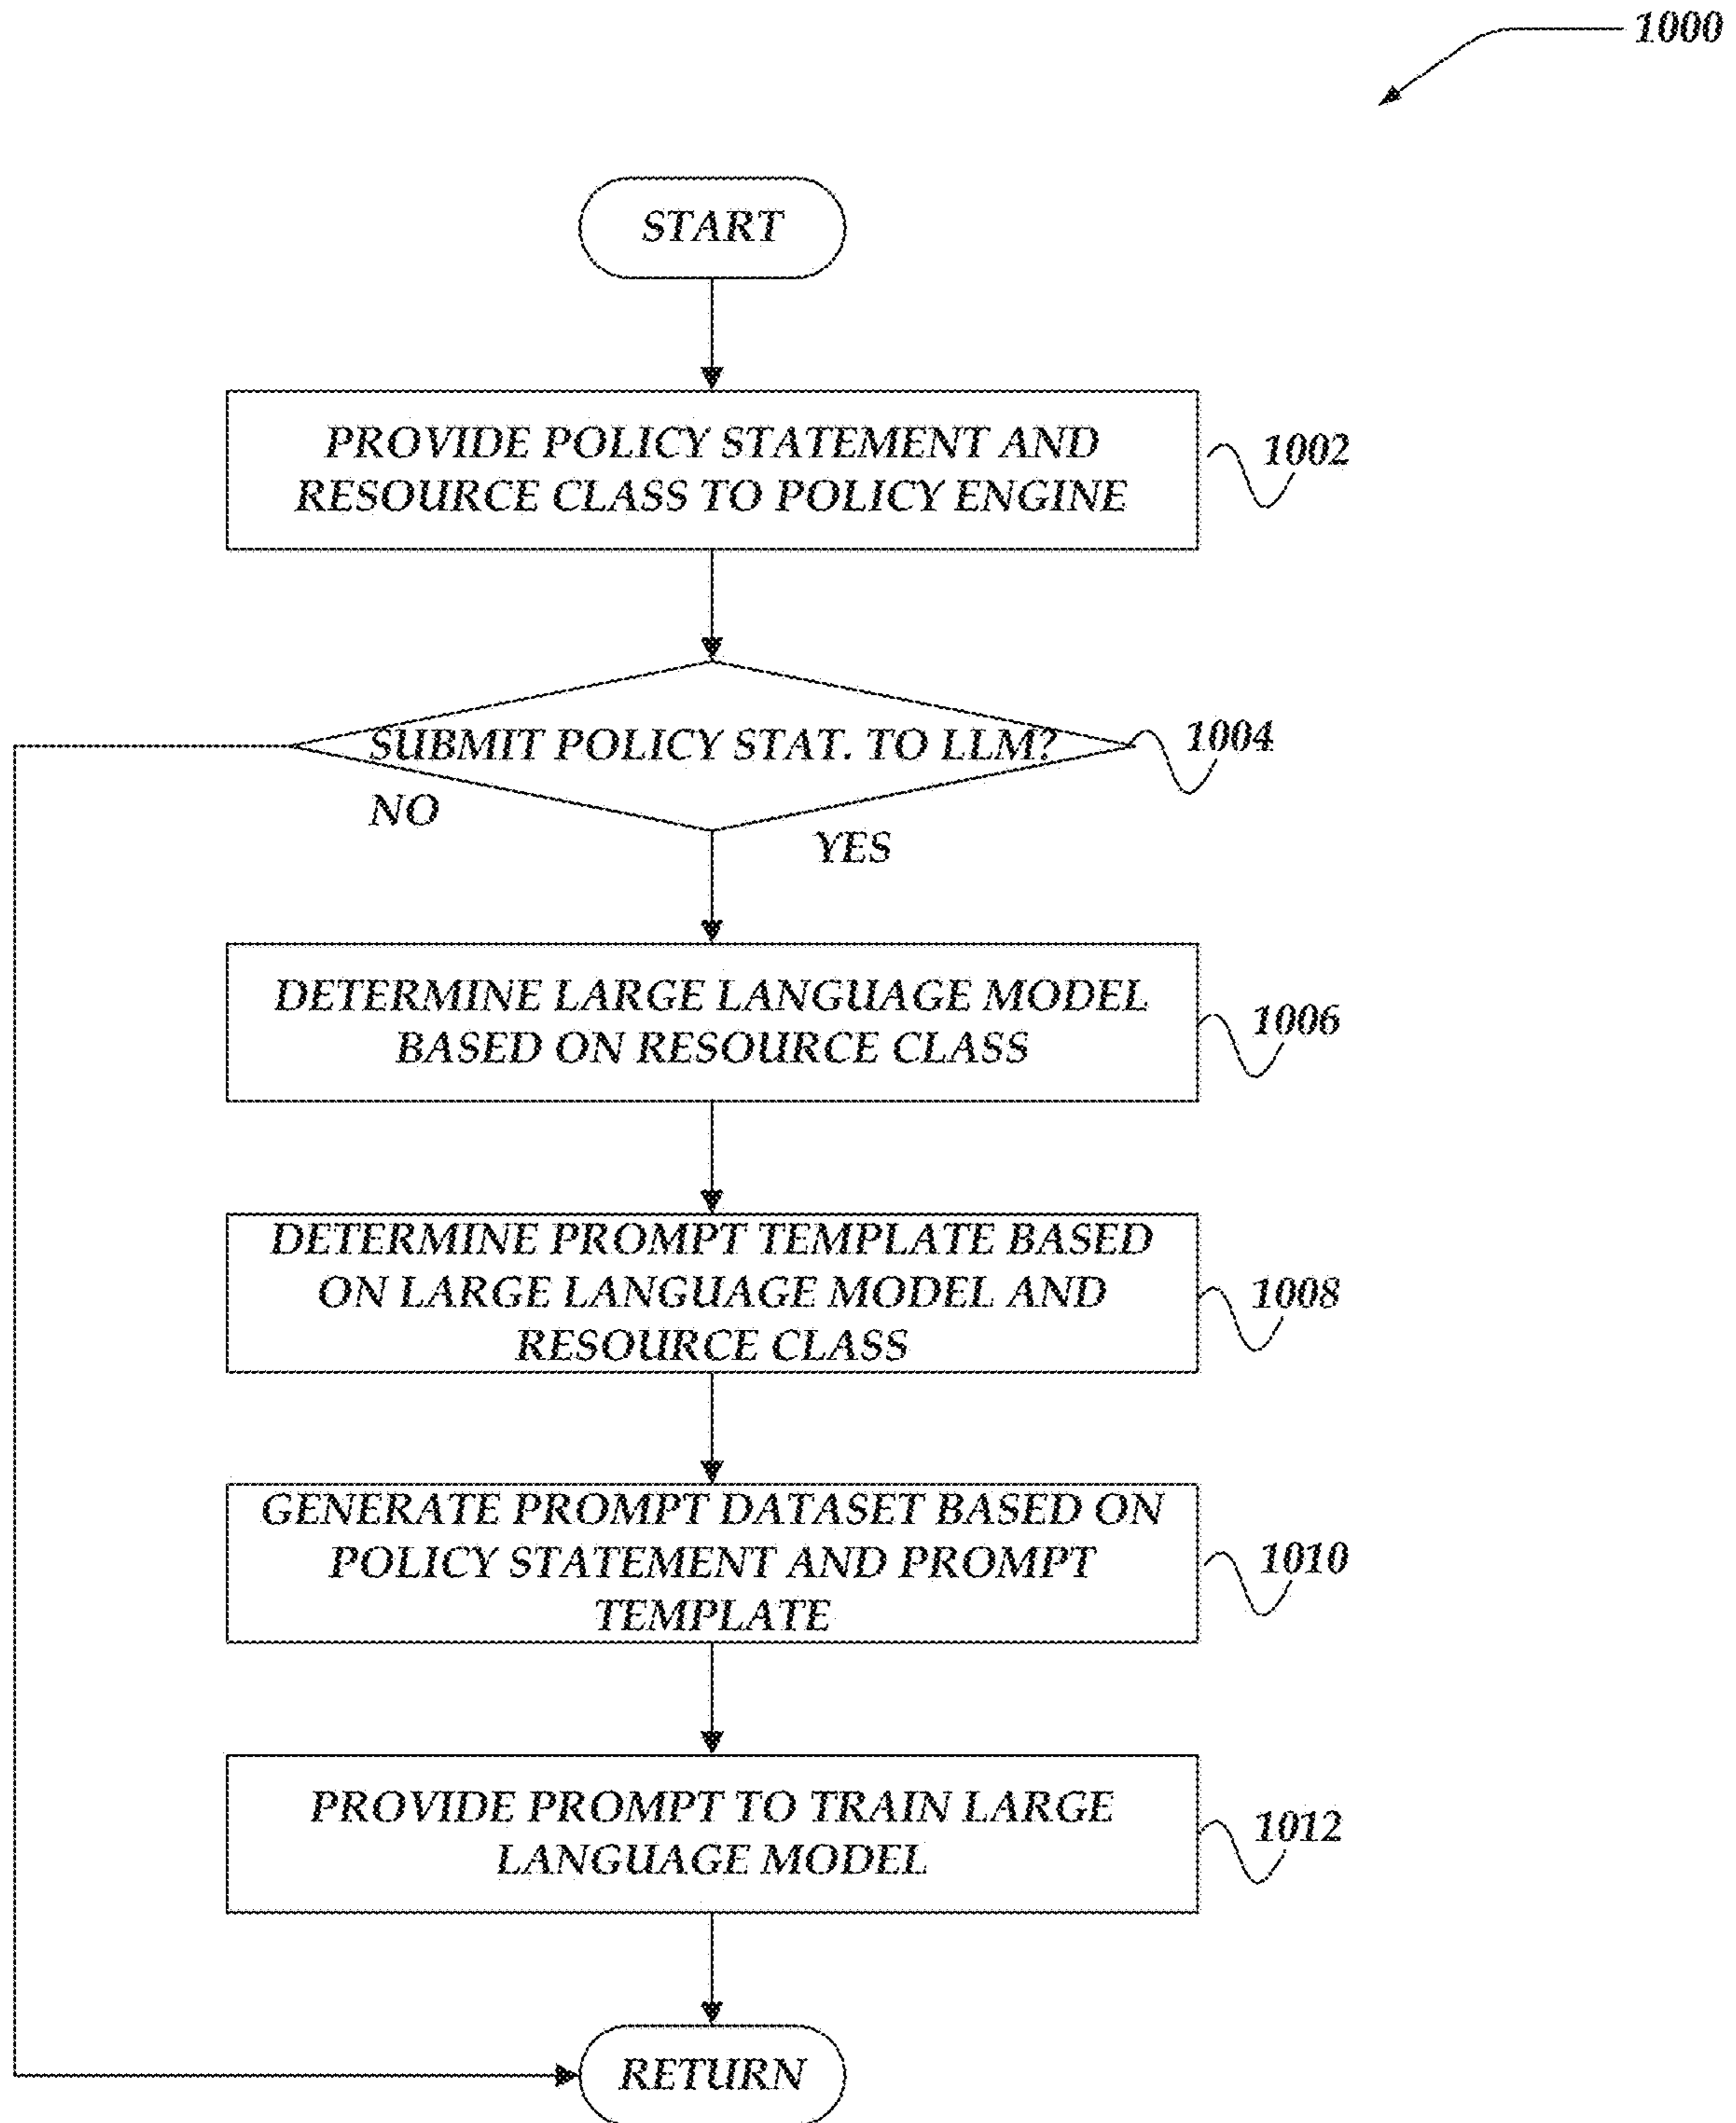 1000
START
PROVIDE POLICY STATEMENT AND
RESOURCE CLASS TO POLICY ENGINE
1002
SUBMIT POLICY STAT. TO LLM?
1004
NO
YES
DETERMINE LARGE LANGUAGE MODEL
BASED ON RESOURCE CLASS
1006
DETERMINE PROMPT TEMPLATE BASED
ON LARGE LANGUAGE MODEL AND
RESOURCE CLASS
1008
GENERATE PROMPT DATASET BASED ON
POLICY STATEMENT AND PROMPT
TEMPLATE
1010
PROVIDE PROMPT TO TRAIN LARGE
LANGUAGE MODEL
1012
RETURN